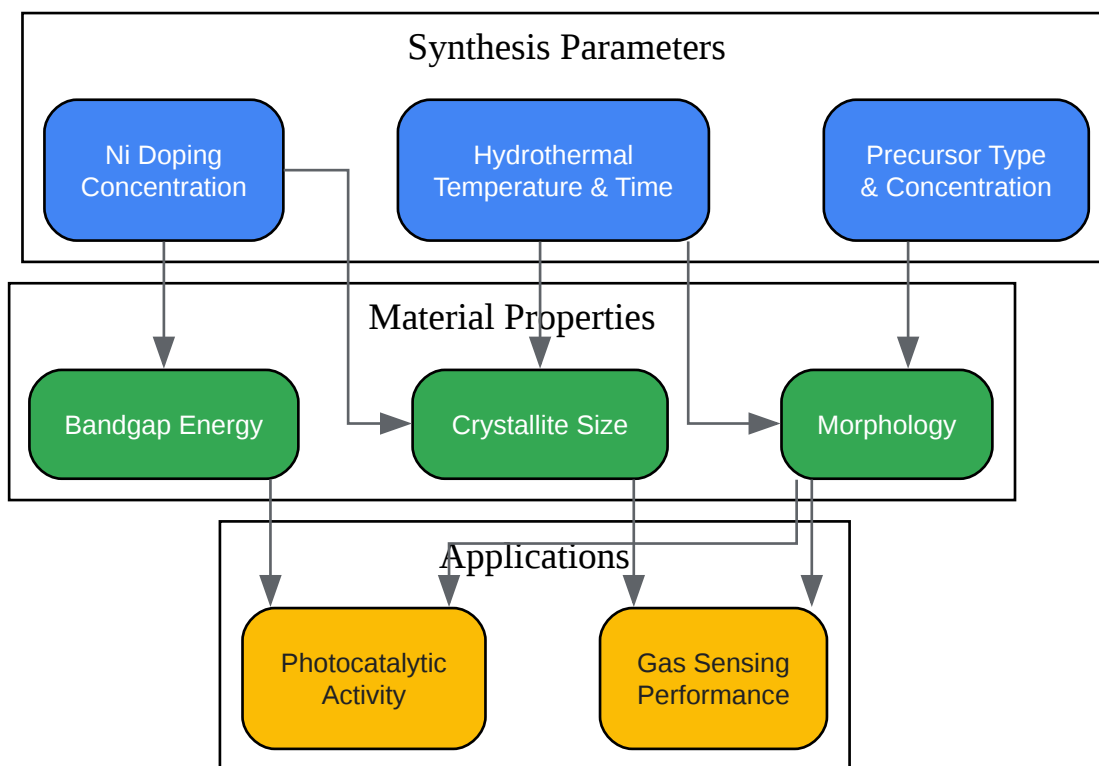 Synthesis Parameters
Ni Doping
Concentration
Hydrothermal
Temperature & Time
Precursor Type
& Concentration
Material Properties
Bandgap Energy
Crystallite Size
Morphology
Applications
Photocatalytic
Activity
Gas Sensing
Performance